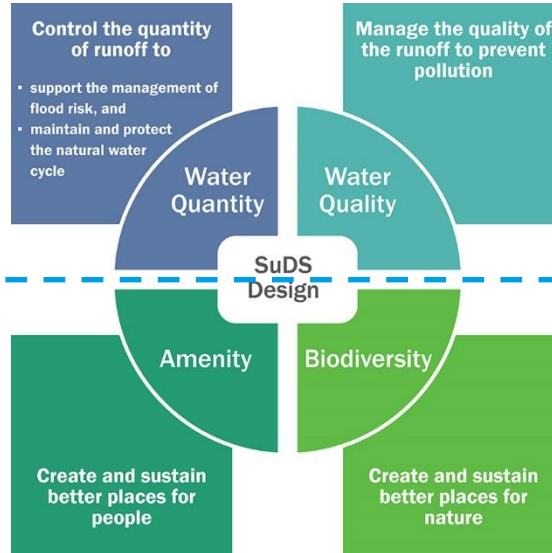 Control the quantity
of runoff to
• support the management of
flood risk, and
• maintain and protect
the natural water
cycle
Manage the quality of
the runoff to prevent
pollution
Water
Quantity
Water
Quality
SuDS
Design
Amenity
Biodiversity
Create and sustain
better places for
people
Create and sustain
better places for
nature